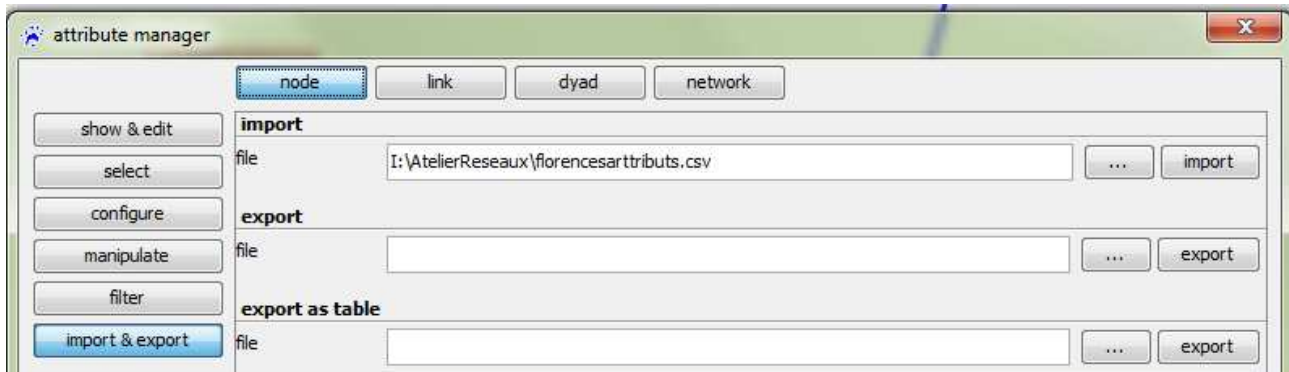 attribute manager
node link dyad network
show & edit
select
configure
manipulate
filter
import & export
import
file I:\AtelierReseaux\florencesarttributs.csv ... import
export
file ... export
export as table
file ... export